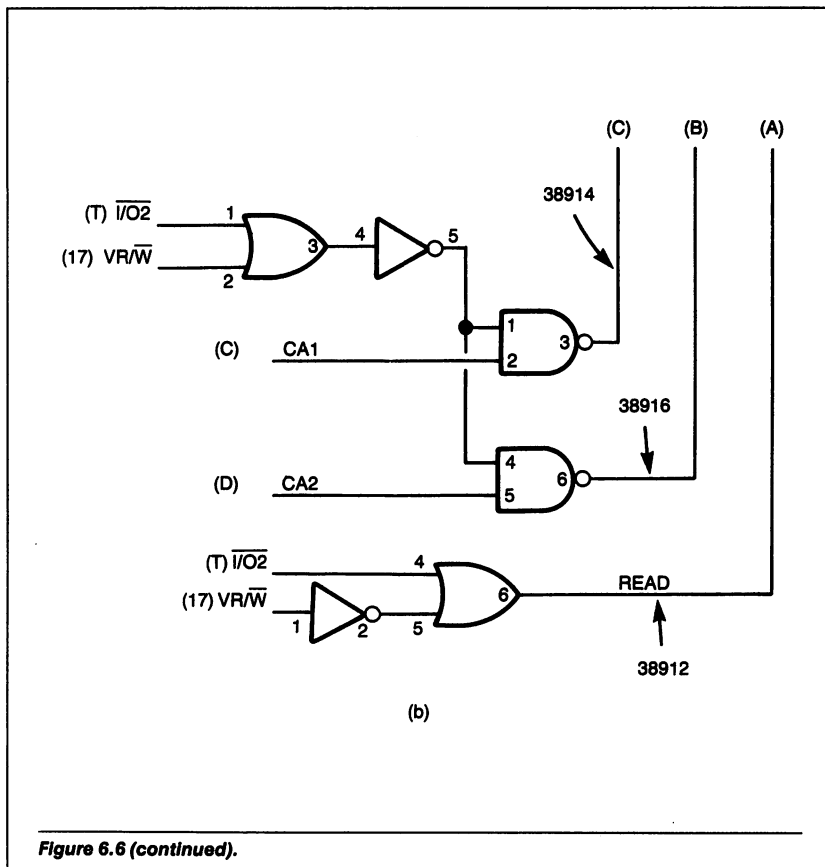 (C) (B) (A)
38914
(T) I/O2
1
3
4
5
(17) VR/W
2
1
3
(C) CA1
2
38916
4
6
(D) CA2
5
(T) I/O2
4
READ
(17) VR/W
6
1
2
5
38912
(b)
Figure 6.6 (continued).